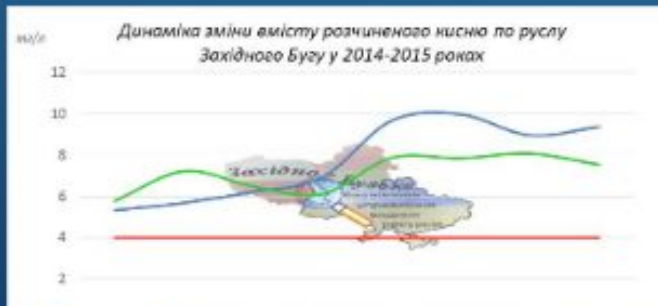 Динаміка зміни вмісту розчиненого кисню по руслу
Західного Бугу у 2014-2015 роках
мг/л
12
10
8
Західно
6
4
2